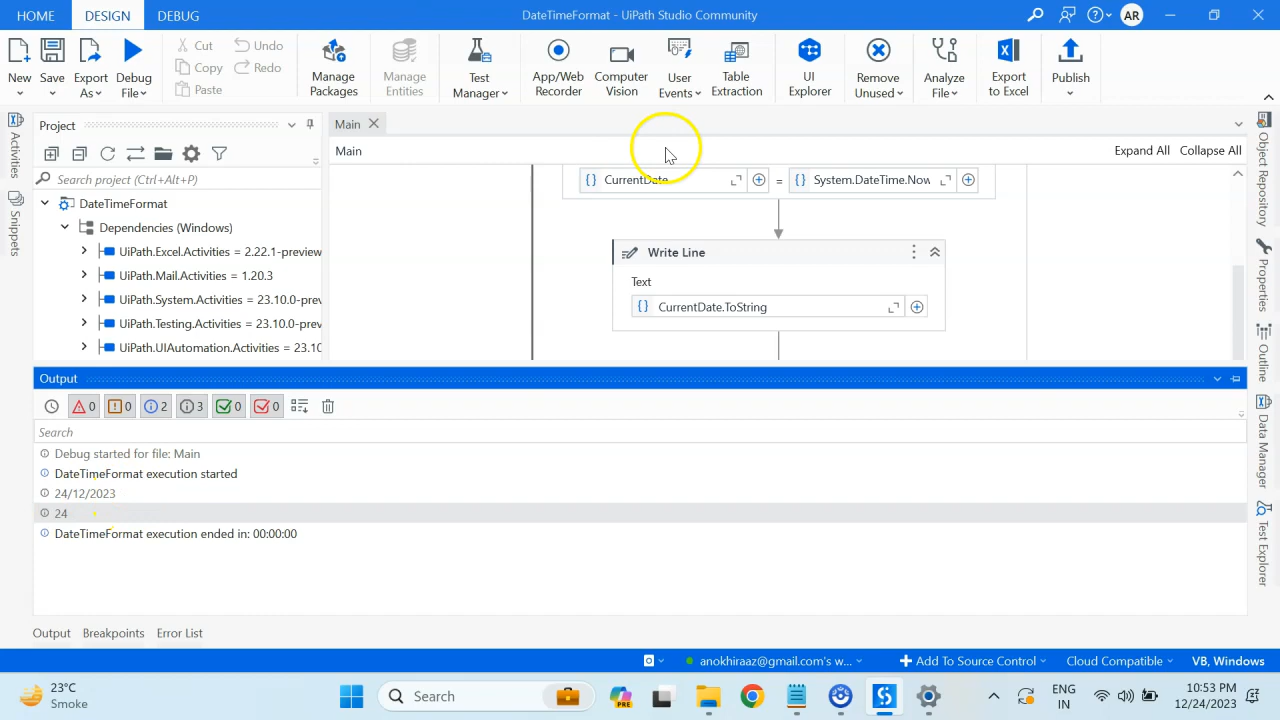 HOME DESIGN DEBUG DateTimeFormat - UiPath Studio Community AR
New Save Export As Debug File Cut Copy Paste Undo Redo Manage Packages Manage Entities Test Manager App/Web Recorder Computer Vision User Events Table Extraction UI Explorer Remove Unused Analyze File Export to Excel Publish
Project
Search project (Ctrl+Alt+P)
DateTimeFormat
Dependencies (Windows)
UiPath.Excel.Activities = 2.22.1-preview
UiPath.Mail.Activities = 1.20.3
UiPath.System.Activities = 23.10.0-pre
UiPath.Testing.Activities = 23.10.0-pre
UiPath.UIAutomation.Activities = 23.10
Activities
Snippets
Main
Main Expand All Collapse All
CurrentDate = System.DateTime.Now
Write Line
Text
CurrentDate.ToString
Object Repository
Properties
Outline
Data Manager
Test Explorer
Output
0 0 2 3 0 0
Search
Debug started for file: Main
DateTimeFormat execution started
24/12/2023
24
DateTimeFormat execution ended in: 00:00:00
Output Breakpoints Error List
anokhiraaz@gmail.com's w... Add To Source Control Cloud Compatible VB, Windows
23°C
Smoke
Search
PRE
ENG
IN
10:53 PM
12/24/2023